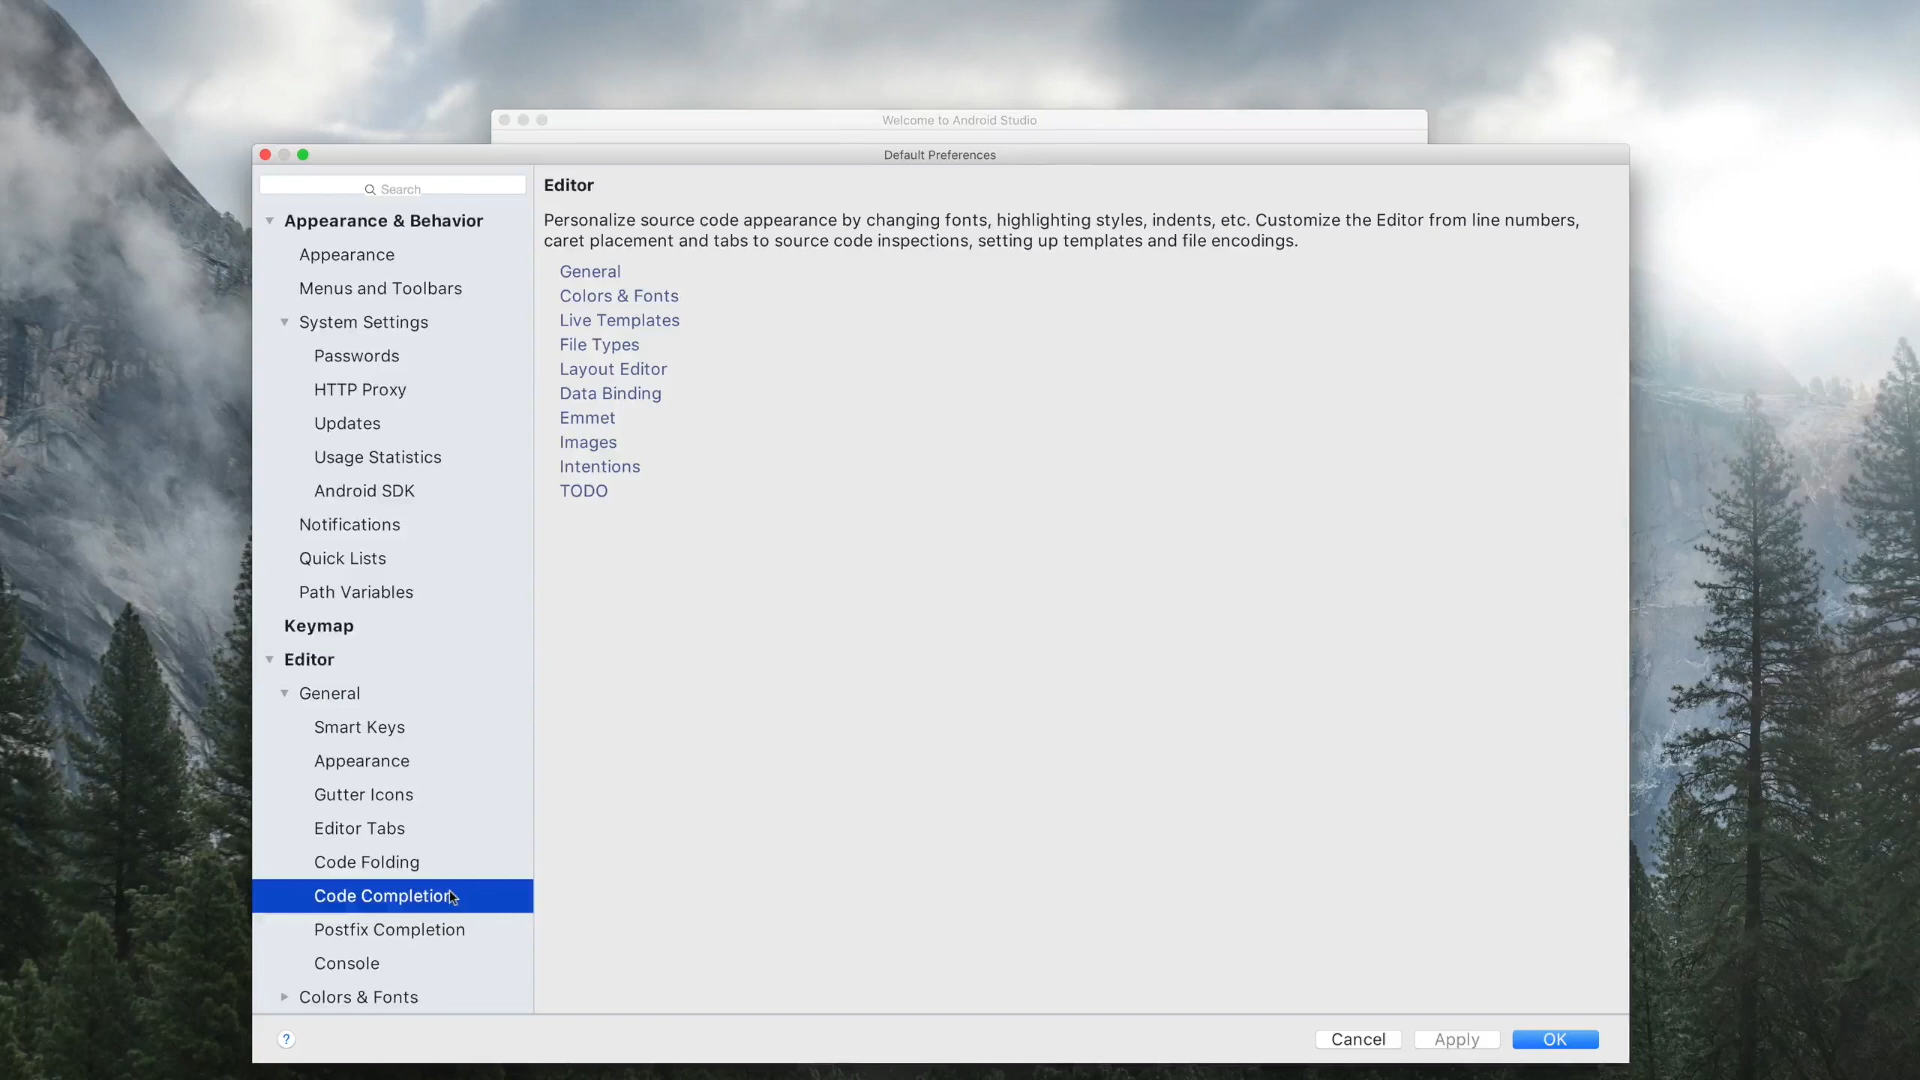 Welcome to Android Studio
Default Preferences
Search
Appearance & Behavior
Appearance
Menus and Toolbars
System Settings
Passwords
HTTP Proxy
Updates
Usage Statistics
Android SDK
Notifications
Quick Lists
Path Variables
Keymap
Editor
General
Smart Keys
Appearance
Gutter Icons
Editor Tabs
Code Folding
Code Completion
Postfix Completion
Console
Colors & Fonts
Editor
Personalize source code appearance by changing fonts, highlighting styles, indents, etc. Customize the Editor from line numbers,
caret placement and tabs to source code inspections, setting up templates and file encodings.
General
Colors & Fonts
Live Templates
File Types
Layout Editor
Data Binding
Emmet
Images
Intentions
TODO
?
Cancel
Apply
OK